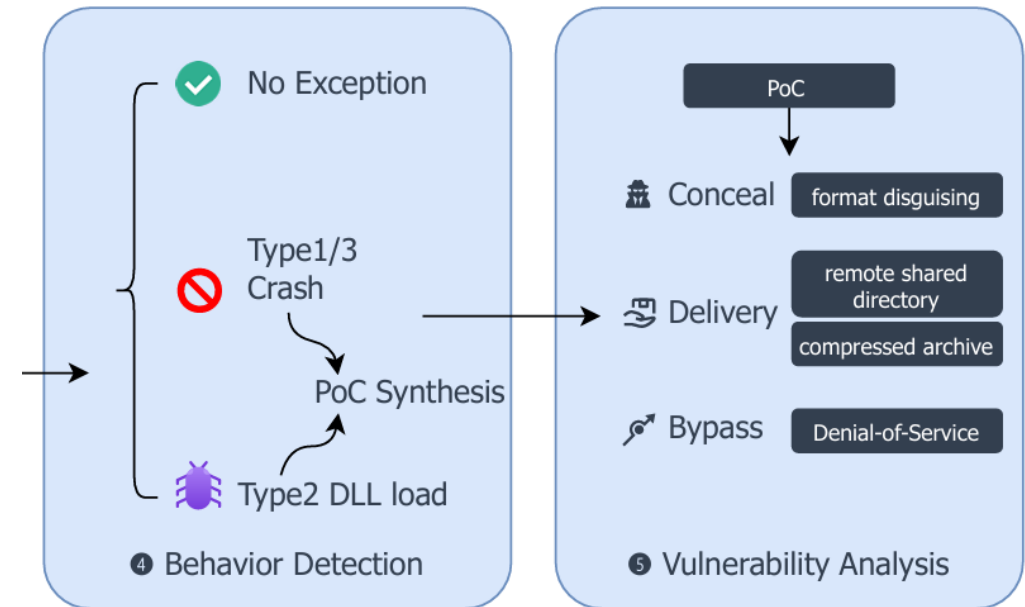 No Exception
Type1/3
Crash
PoC Synthesis
Type2 DLL load
❹ Behavior Detection
PoC
Conceal
format disguising
Delivery
remote shared
directory
compressed archive
Bypass
Denial-of-Service
❺ Vulnerability Analysis